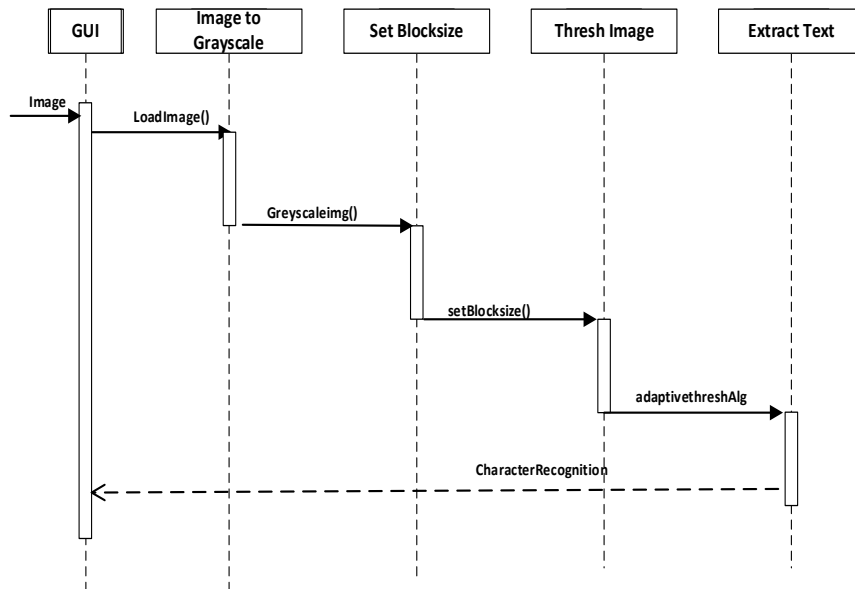 GUI
Image to
Grayscale
Set Blocksize
Thresh Image
Extract Text
Image
LoadImage()
Greyscaleimg()
setBlocksize()
adaptivethreshAlg
CharacterRecognition